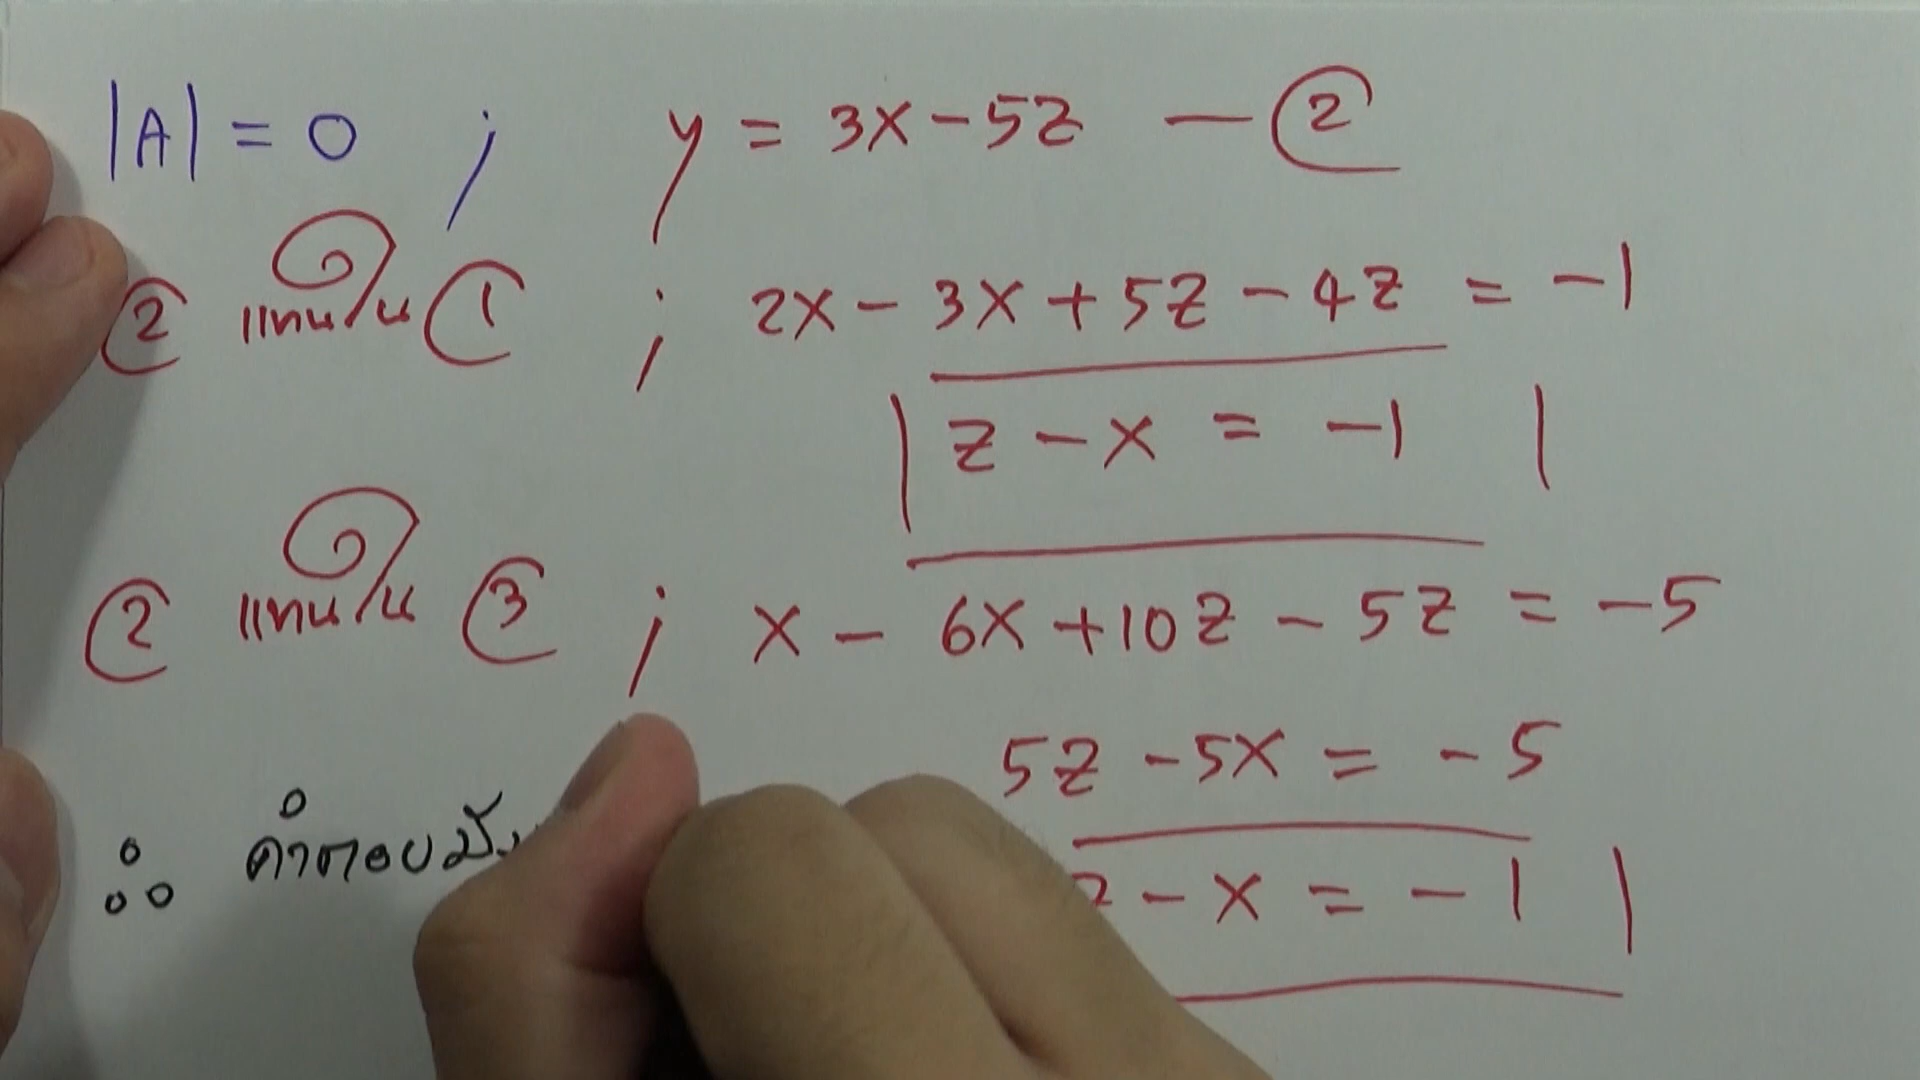 |A| = 0 ; y = 3x - 5z — ②
② แทนใน ① ; 2x - 3x + 5z - 4z = -1
z - x = -1
② แทนใน ③ ; x - 6x + 10z - 5z = -5
5z - 5x = -5
∴ คำตอบ - x = -1